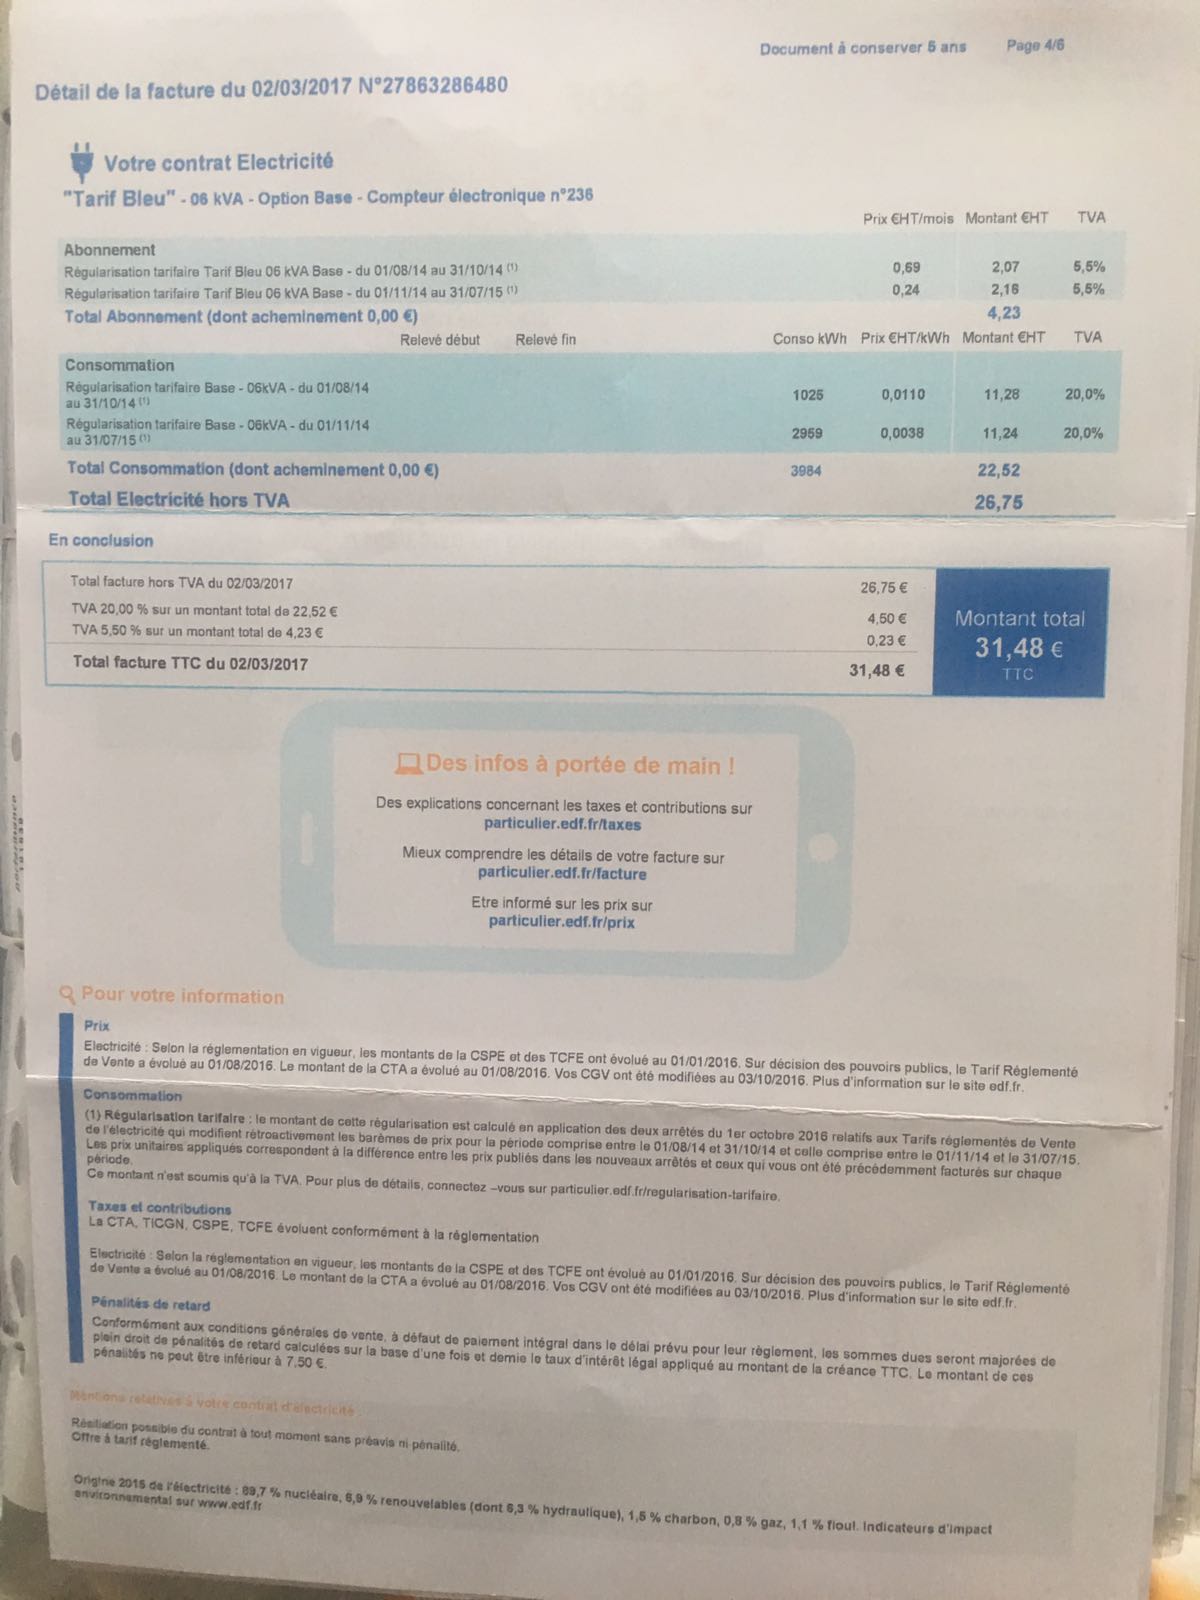 Document à conserver 5 ans Page 4/6
Détail de la facture du 02/03/2017 N°27863286480
Votre contrat Electricité
"Tarif Bleu" - 06 kVA - Option Base - Compteur électronique n°236
Prix €HT/mois Montant €HT TVA
Abonnement
Régularisation tarifaire Tarif Bleu 06 kVA Base - du 01/08/14 au 31/10/14 (1) 0,69 2,07 5,5%
Régularisation tarifaire Tarif Bleu 06 kVA Base - du 01/11/14 au 31/07/15 (1) 0,24 2,16 5,5%
Total Abonnement (dont acheminement 0,00 €) 4,23
Relevé début Relevé fin Conso kWh Prix €HT/kWh Montant €HT TVA
Consommation
Régularisation tarifaire Base - 06kVA - du 01/08/14
au 31/10/14 (1) 1025 0,0110 11,28 20,0%
Régularisation tarifaire Base - 06kVA - du 01/11/14
au 31/07/15 (1) 2959 0,0038 11,24 20,0%
Total Consommation (dont acheminement 0,00 €) 3984 22,52
Total Electricité hors TVA 26,75
En conclusion
Total facture hors TVA du 02/03/2017 26,75 €
TVA 20,00 % sur un montant total de 22,52 € 4,50 €
TVA 5,50 % sur un montant total de 4,23 € 0,23 €
Total facture TTC du 02/03/2017 31,48 €
Montant total
31,48 €
TTC
Des infos à portée de main !
Des explications concernant les taxes et contributions sur
particulier.edf.fr/taxes
Mieux comprendre les détails de votre facture sur
particulier.edf.fr/facture
Etre informé sur les prix sur
particulier.edf.fr/prix
Pour votre information
Prix
Electricité : Selon la réglementation en vigueur, les montants de la CSPE et des TCFE ont évolué au 01/01/2016. Sur décision des pouvoirs publics, le Tarif Réglementé
de Vente a évolué au 01/08/2016. Le montant de la CTA a évolué au 01/08/2016. Vos CGV ont été modifiées au 03/10/2016. Plus d'information sur le site edf.fr.
Consommation
(1) Régularisation tarifaire : le montant de cette régularisation est calculé en application des deux arrêtés du 1er octobre 2016 relatifs aux Tarifs réglementés de Vente
de l'électricité qui modifient rétroactivement les barèmes de prix pour la période comprise entre le 01/08/14 et 31/10/14 et celle comprise entre le 01/11/14 et le 31/07/15.
Les prix unitaires appliqués correspondent à la différence entre les prix publiés dans les nouveaux arrêtés et ceux qui vous ont été précédemment facturés sur chaque
période.
Ce montant n'est soumis qu'à la TVA. Pour plus de détails, connectez –vous sur particulier.edf.fr/regularisation-tarifaire.
Taxes et contributions
La CTA, TICGN, CSPE, TCFE évoluent conformément à la réglementation
Electricité : Selon la réglementation en vigueur, les montants de la CSPE et des TCFE ont évolué au 01/01/2016. Sur décision des pouvoirs publics, le Tarif Réglementé
de Vente a évolué au 01/08/2016. Le montant de la CTA a évolué au 01/08/2016. Vos CGV ont été modifiées au 03/10/2016. Plus d'information sur le site edf.fr.
Pénalités de retard
Conformément aux conditions générales de vente, à défaut de paiement intégral dans le délai prévu pour leur règlement, les sommes dues seront majorées de
plein droit de pénalités de retard calculées sur la base d'une fois et demie le taux d'intérêt légal appliqué au montant de la créance TTC. Le montant de ces
pénalités ne peut être inférieur à 7,50 €.
Mentions relatives à votre contrat d'électricité
Résiliation possible du contrat à tout moment sans préavis ni pénalité.
Offre à tarif réglementé.
Origine 2015 de l'électricité : 89,7 % nucléaire, 6,9 % renouvelables (dont 6,3 % hydraulique), 1,5 % charbon, 0,8 % gaz, 1,1 % fioul. Indicateurs d'impact
environnemental sur www.edf.fr